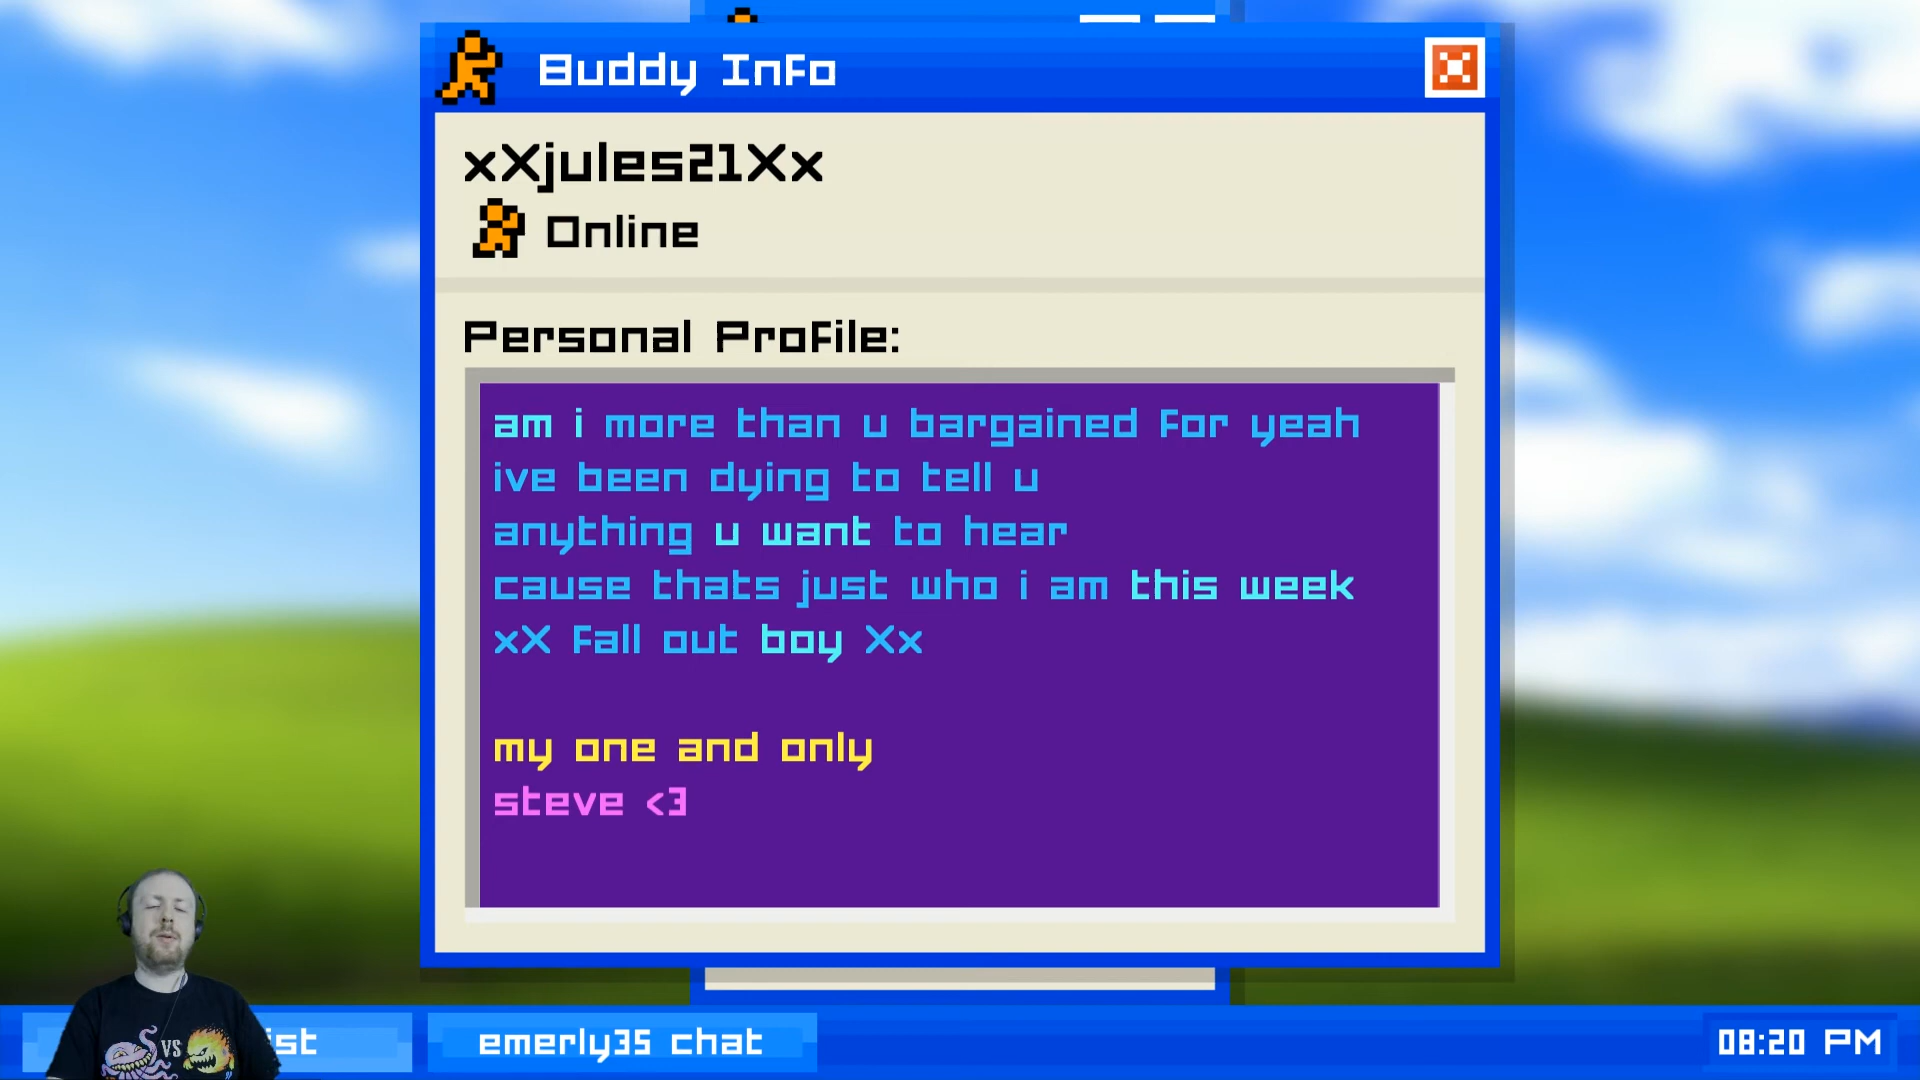 Buddy Info
xXjules21Xx
Online
Personal Profile:
am i more than u bargained for yeah
ive been dying to tell u
anything u want to hear
cause thats just who i am this week
xX fall out boy Xx
my one and only
steve <3
VS
emerly35 chat
08:20 PM